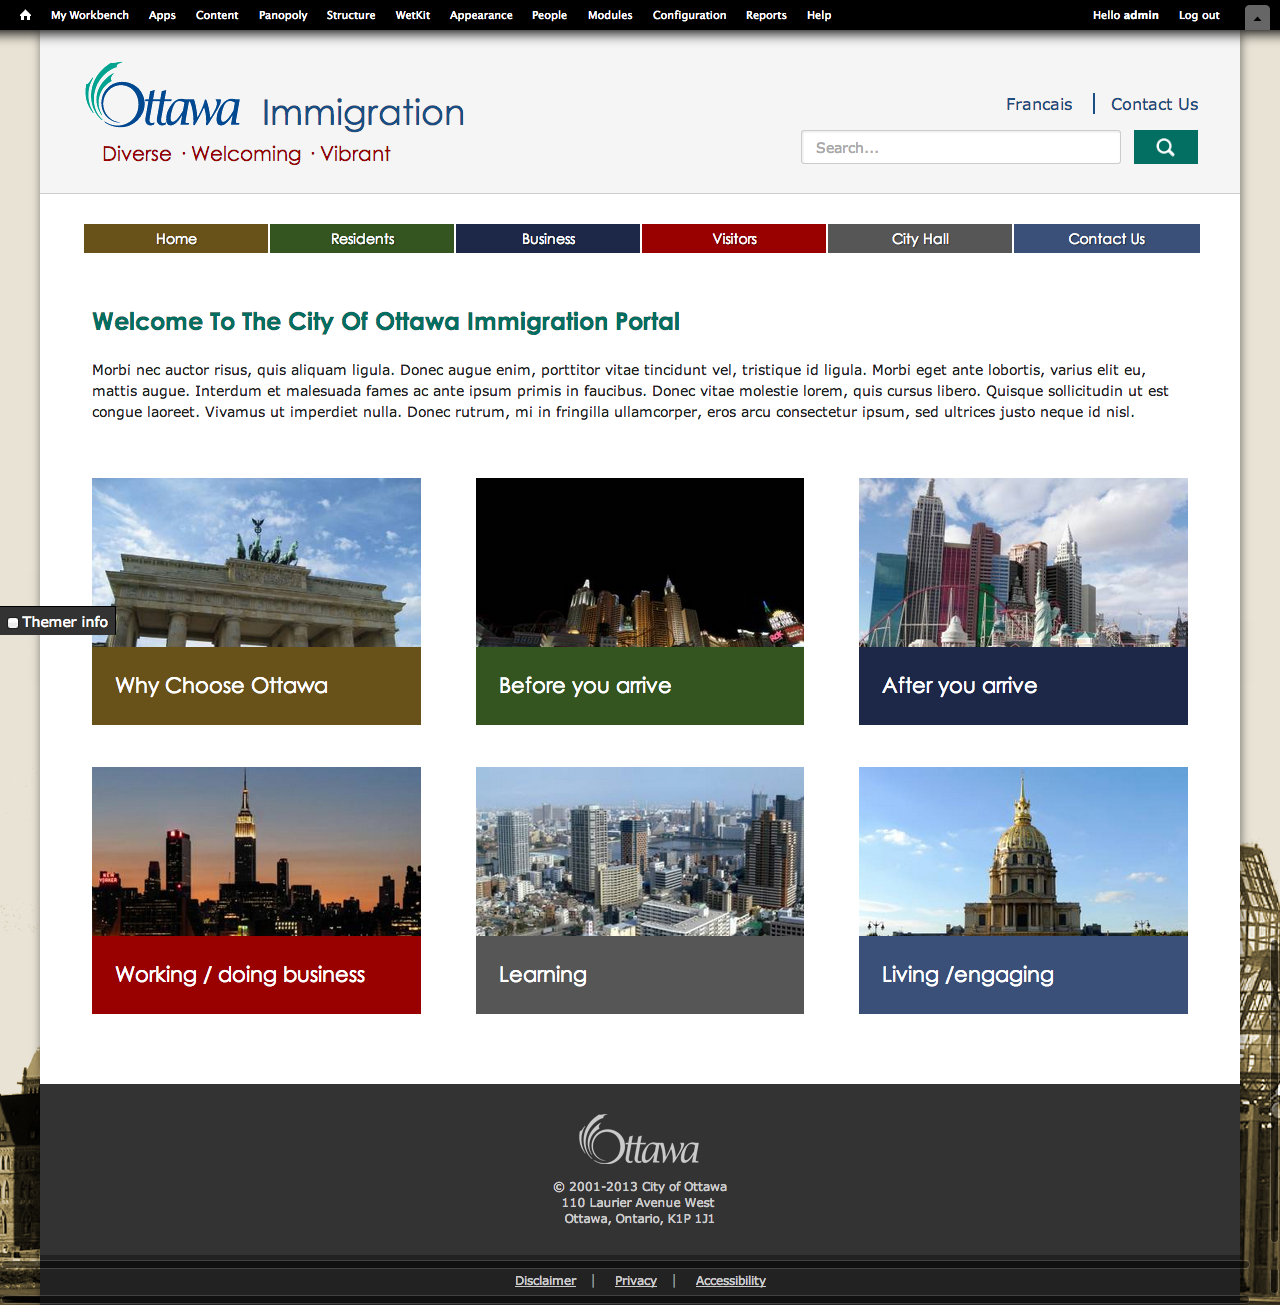 My Workbench Apps Content Panopoly Structure WetKit Appearance People Modules Configuration Reports Help Hello admin Log out
Ottawa Immigration
Diverse · Welcoming · Vibrant
Francais Contact Us
Search...
Home Residents Business Visitors City Hall Contact Us
Welcome To The City Of Ottawa Immigration Portal
Morbi nec auctor risus, quis aliquam ligula. Donec augue enim, porttitor vitae tincidunt vel, tristique id ligula. Morbi eget ante lobortis, varius elit eu,
mattis augue. Interdum et malesuada fames ac ante ipsum primis in faucibus. Donec vitae molestie lorem, quis cursus libero. Quisque sollicitudin ut est
congue laoreet. Vivamus ut imperdiet nulla. Donec rutrum, mi in fringilla ullamcorper, eros arcu consectetur ipsum, sed ultrices justo neque id nisl.
Themer info
NEW YORK
Why Choose Ottawa Before you arrive After you arrive
NEW
YORKER
Working / doing business Learning Living /engaging
Ottawa
© 2001-2013 City of Ottawa
110 Laurier Avenue West
Ottawa, Ontario, K1P 1J1
Disclaimer | Privacy | Accessibility